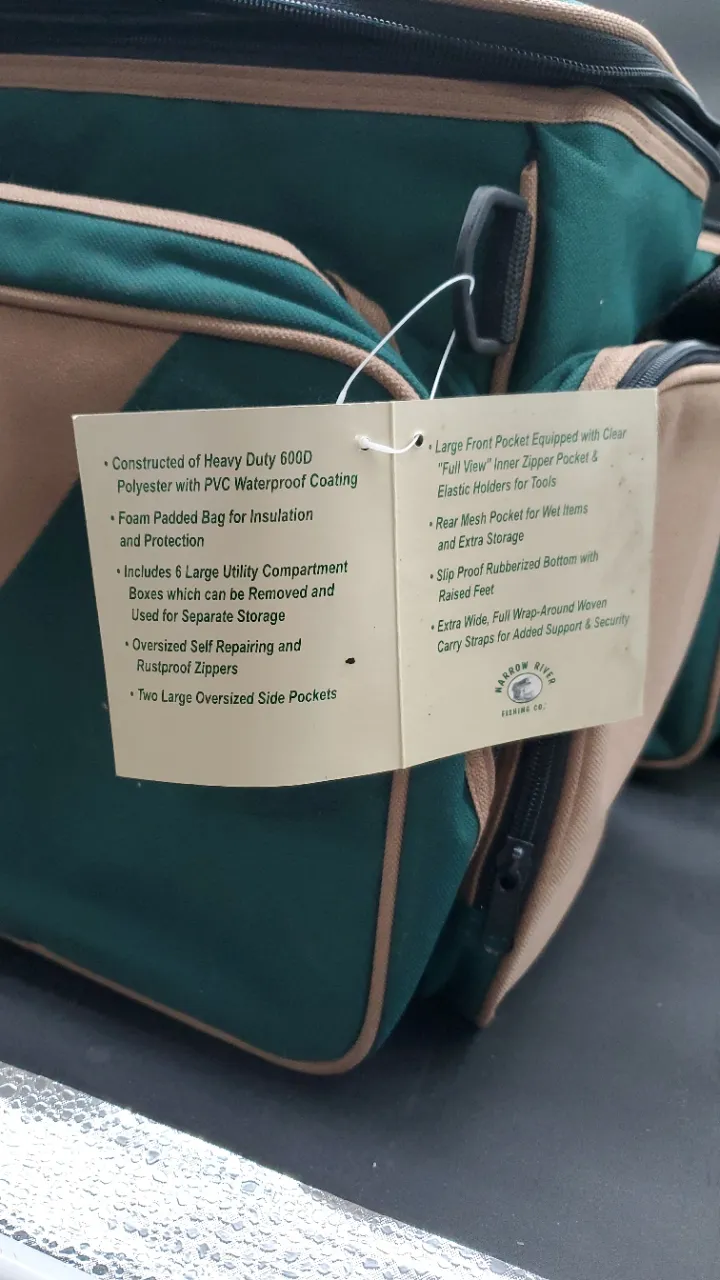 • Constructed of Heavy Duty 600D
Polyester with PVC Waterproof Coating
• Foam Padded Bag for Insulation
and Protection
• Includes 6 Large Utility Compartment
Boxes which can be Removed and
Used for Separate Storage
• Oversized Self Repairing and
Rustproof Zippers
• Two Large Oversized Side Pockets
• Large Front Pocket Equipped with Clear
"Full View" Inner Zipper Pocket &
Elastic Holders for Tools
• Rear Mesh Pocket for Wet Items
and Extra Storage
• Slip Proof Rubberized Bottom with
Raised Feet
• Extra Wide, Full Wrap-Around Woven
Carry Straps for Added Support & Security
NARROW RIVER
FISHING CO.